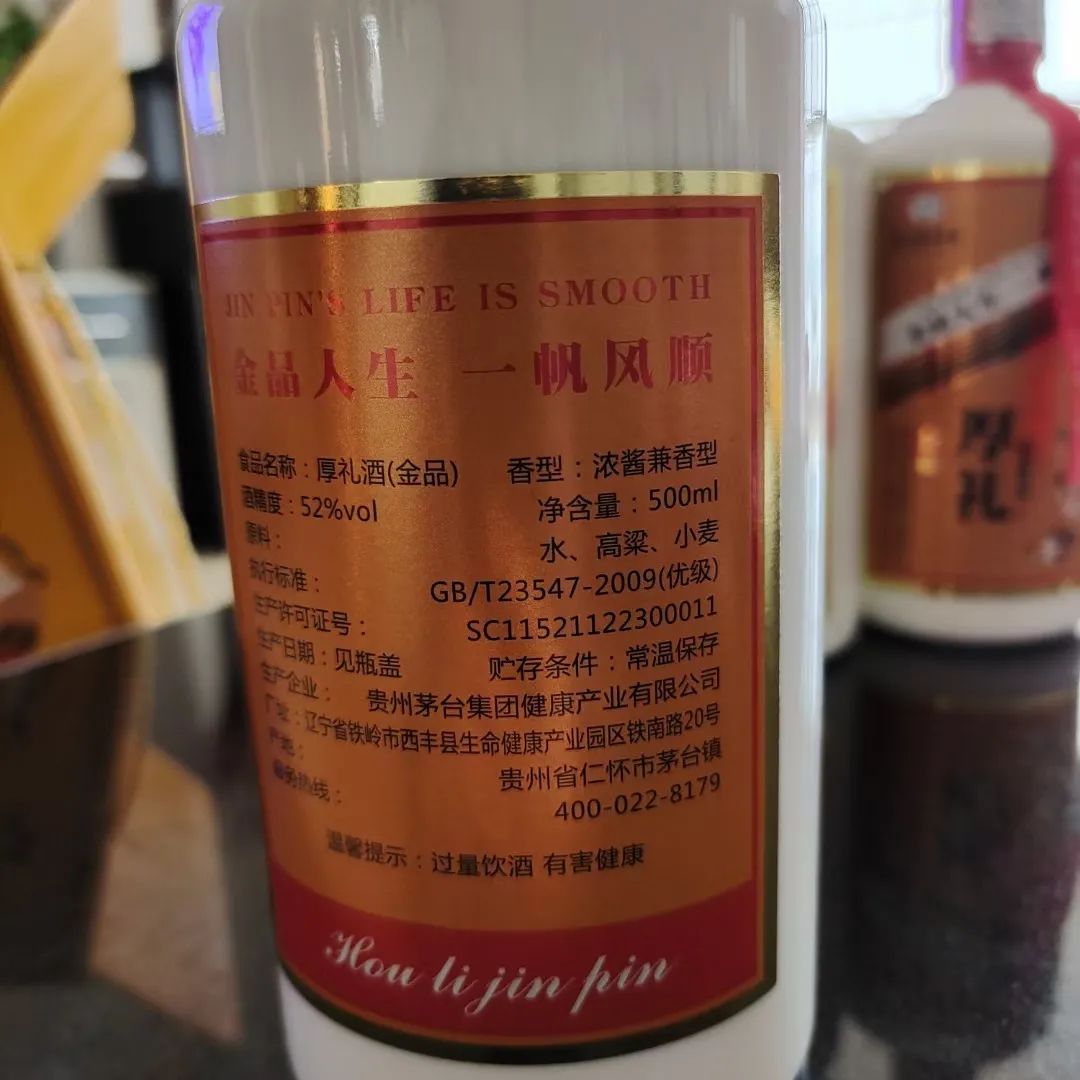 JIN PIN'S LIFE IS SMOOTH
金品人生 一帆风顺
食品名称：厚礼酒(金品) 香型：浓酱兼香型
酒精度：52%vol 净含量：500ml
原料： 水、高粱、小麦
执行标准： GB/T23547-2009(优级)
生产许可证号： SC11521122300011
生产日期：见瓶盖 贮存条件：常温保存
生产企业： 贵州茅台集团健康产业有限公司
厂址：辽宁省铁岭市西丰县生命健康产业园区铁南路20号
产地： 贵州省仁怀市茅台镇
服务热线： 400-022-8179
温馨提示：过量饮酒 有害健康
Hou li jin pin
厚礼